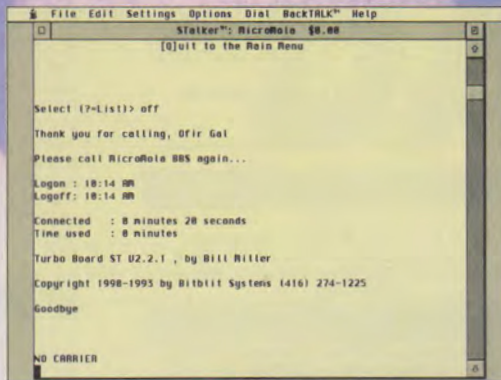 File Edit Settings Options Dial BackTALK™ Help
STalker™: MicroMola $0.00
[Q]uit to the Main Menu
Select (?=List)> off
Thank you for calling, Ofir Gal
Please call MicroMola BBS again...
Logon : 10:14 AM
Logoff: 10:14 AM
Connected : 0 minutes 20 seconds
Time used : 0 minutes
Turbo Board ST V2.2.1 , by Bill Miller
Copyright 1990-1993 by Bitblit Systems (416) 274-1225
Goodbye
NO CARRIER